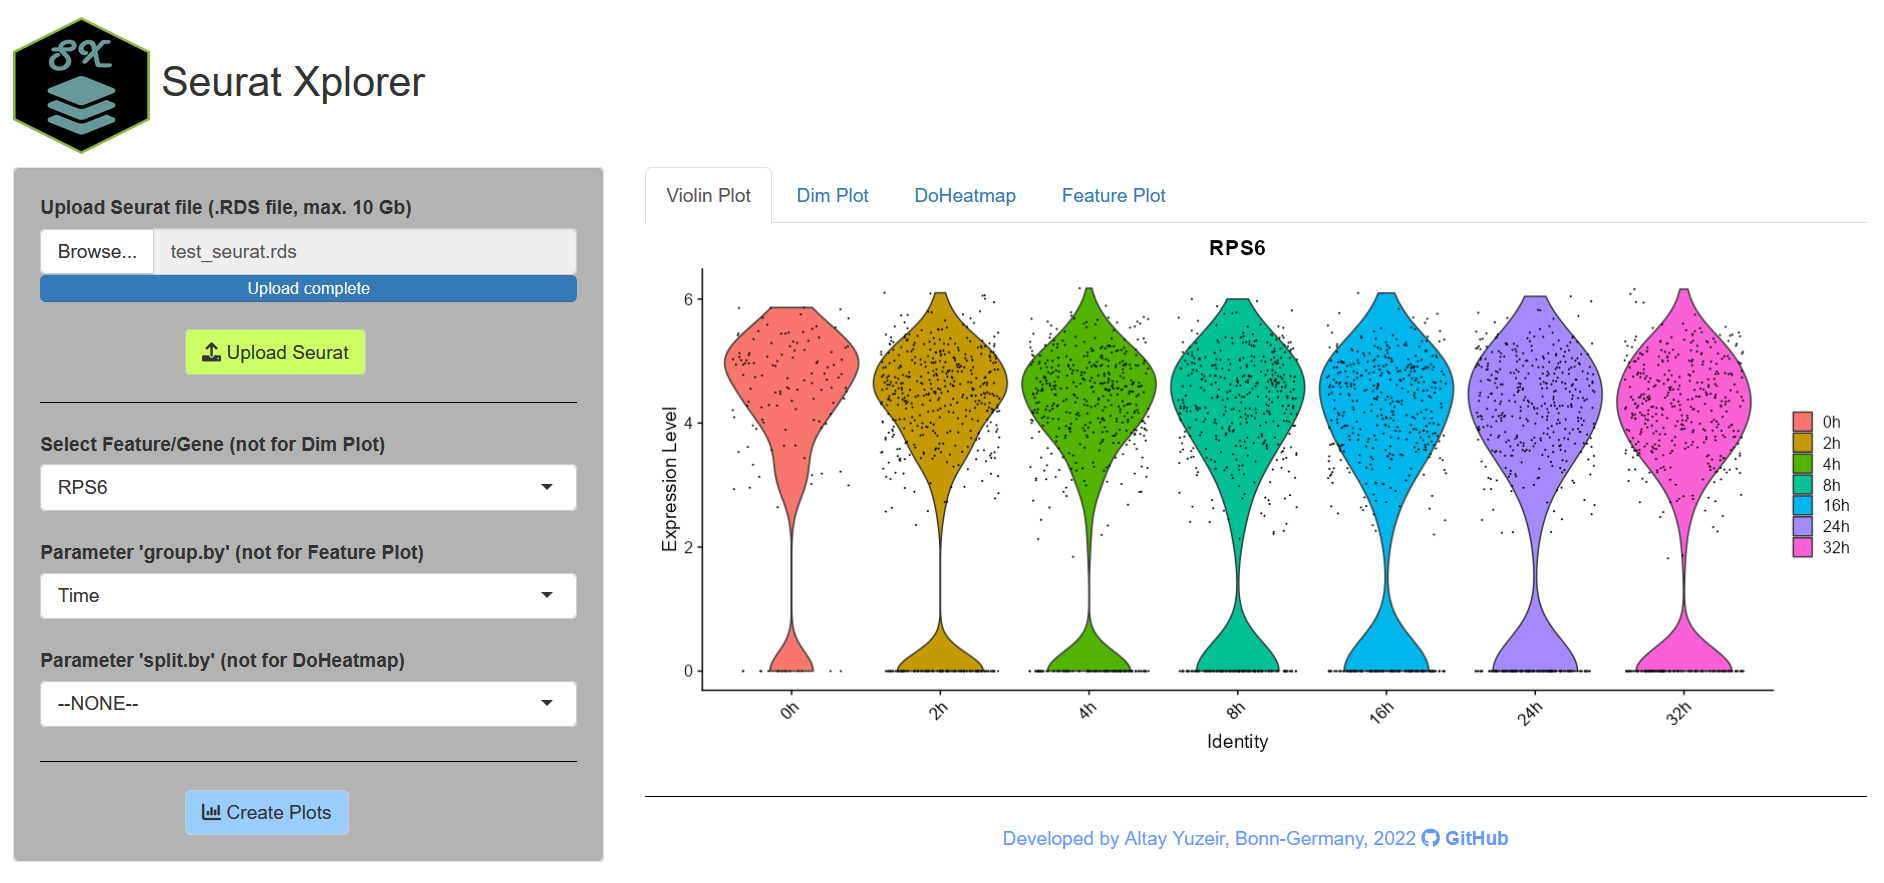 SX
Seurat Xplorer
Upload Seurat file (.RDS file, max. 10 Gb)
Browse... test_seurat.rds
Upload complete
Upload Seurat
Select Feature/Gene (not for Dim Plot)
RPS6
Parameter 'group.by' (not for Feature Plot)
Time
Parameter 'split.by' (not for DoHeatmap)
--NONE--
Create Plots
Violin Plot Dim Plot DoHeatmap Feature Plot
RPS6
Expression Level
6
4
2
0
0h 2h 4h 8h 16h 24h 32h
Identity
0h
2h
4h
8h
16h
24h
32h
Developed by Altay Yuzeir, Bonn-Germany, 2022 GitHub